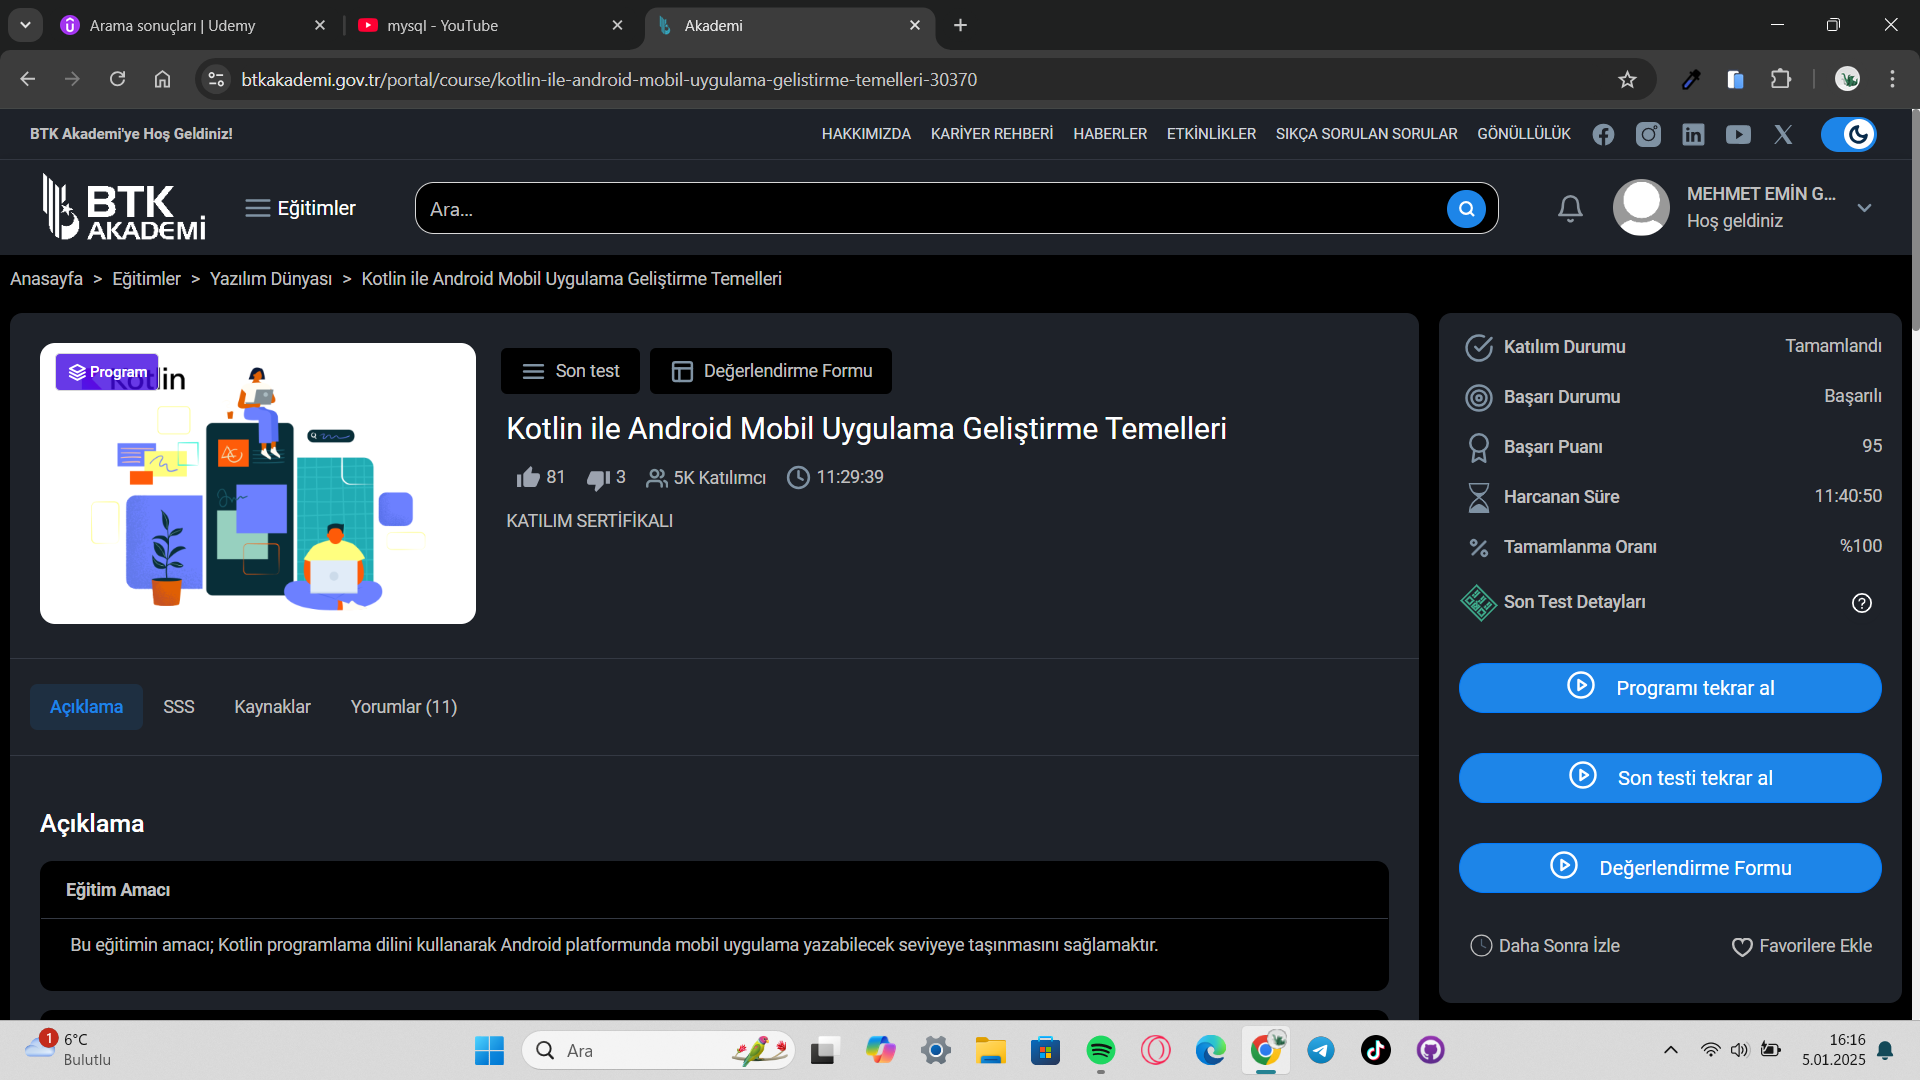 Arama sonuçları | Udemy
mysql - YouTube
Akademi
btkakademi.gov.tr/portal/course/kotlin-ile-android-mobil-uygulama-gelistirme-temelleri-30370
BTK Akademi'ye Hoş Geldiniz!
HAKKIMIZDA
KARİYER REHBERİ
HABERLER
ETKİNLİKLER
SIKÇA SORULAN SORULAR
GÖNÜLLÜLÜK
BTK
AKADEMİ
Eğitimler
Ara...
MEHMET EMİN G...
Hoş geldiniz
Anasayfa > Eğitimler > Yazılım Dünyası > Kotlin ile Android Mobil Uygulama Geliştirme Temelleri
Program
Kotlin
Son test
Değerlendirme Formu
Kotlin ile Android Mobil Uygulama Geliştirme Temelleri
81
3
5K Katılımcı
11:29:39
KATILIM SERTİFİKALI
Açıklama
SSS
Kaynaklar
Yorumlar (11)
Açıklama
Eğitim Amacı
Bu eğitimin amacı; Kotlin programlama dilini kullanarak Android platformunda mobil uygulama yazabilecek seviyeye taşınmasını sağlamaktır.
Katılım Durumu
Tamamlandı
Başarı Durumu
Başarılı
Başarı Puanı
95
Harcanan Süre
11:40:50
Tamamlanma Oranı
%100
Son Test Detayları
Programı tekrar al
Son testi tekrar al
Değerlendirme Formu
Daha Sonra İzle
Favorilere Ekle
1
6°C
Bulutlu
Ara
16:16
5.01.2025